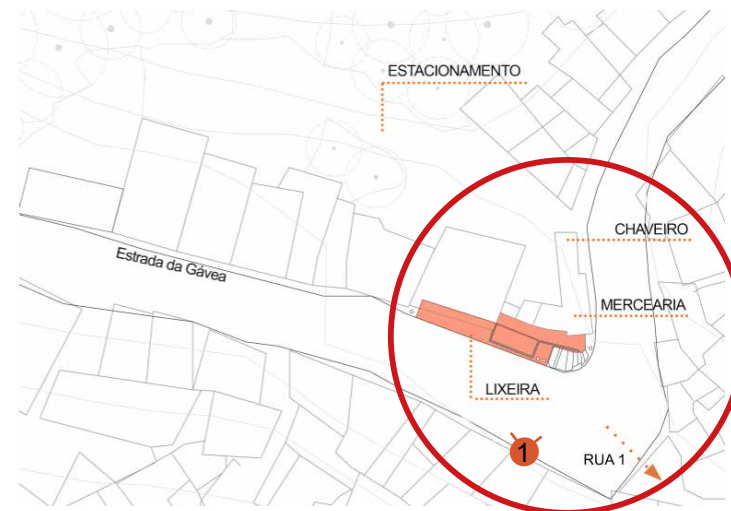 ESTACIONAMENTO
CHAVEIRO
Estrada da Gávea
MERCEARIA
LIXEIRA
1
RUA 1